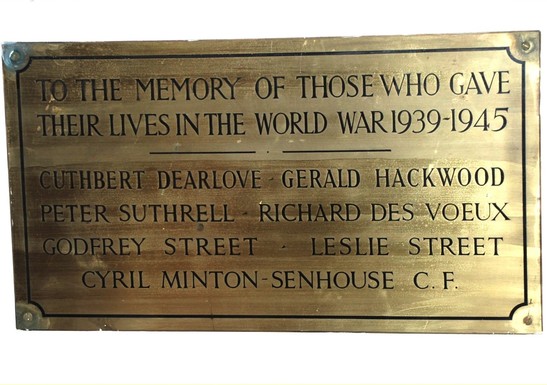 TO THE MEMORY OF THOSE WHO GAVE
THEIR LIVES IN THE WORLD WAR 1939-1945
CUTHBERT DEARLOVE · GERALD HACKWOOD
PETER SUTHRELL · RICHARD DES VOEUX
GODFREY STREET · LESLIE STREET
CYRIL MINTON-SENHOUSE C. F.